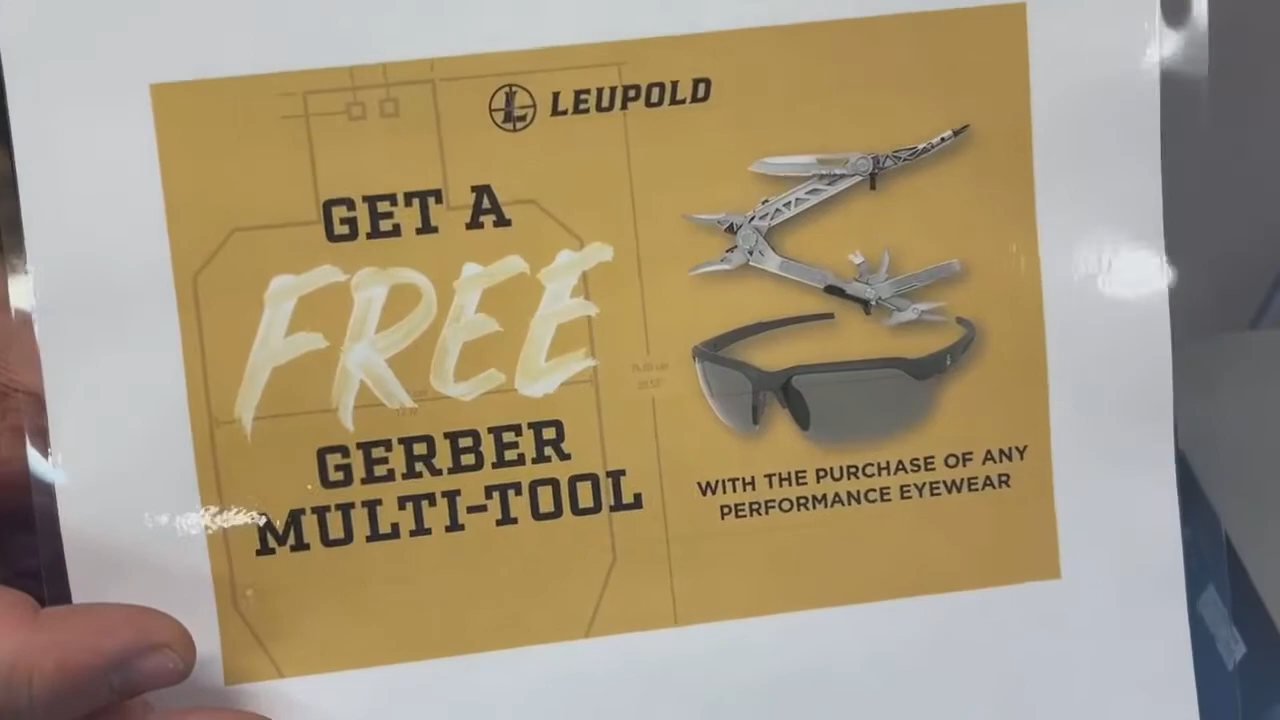 LEUPOLD
GET A
FREE
GERBER
MULTI-TOOL
WITH THE PURCHASE OF ANY
PERFORMANCE EYEWEAR